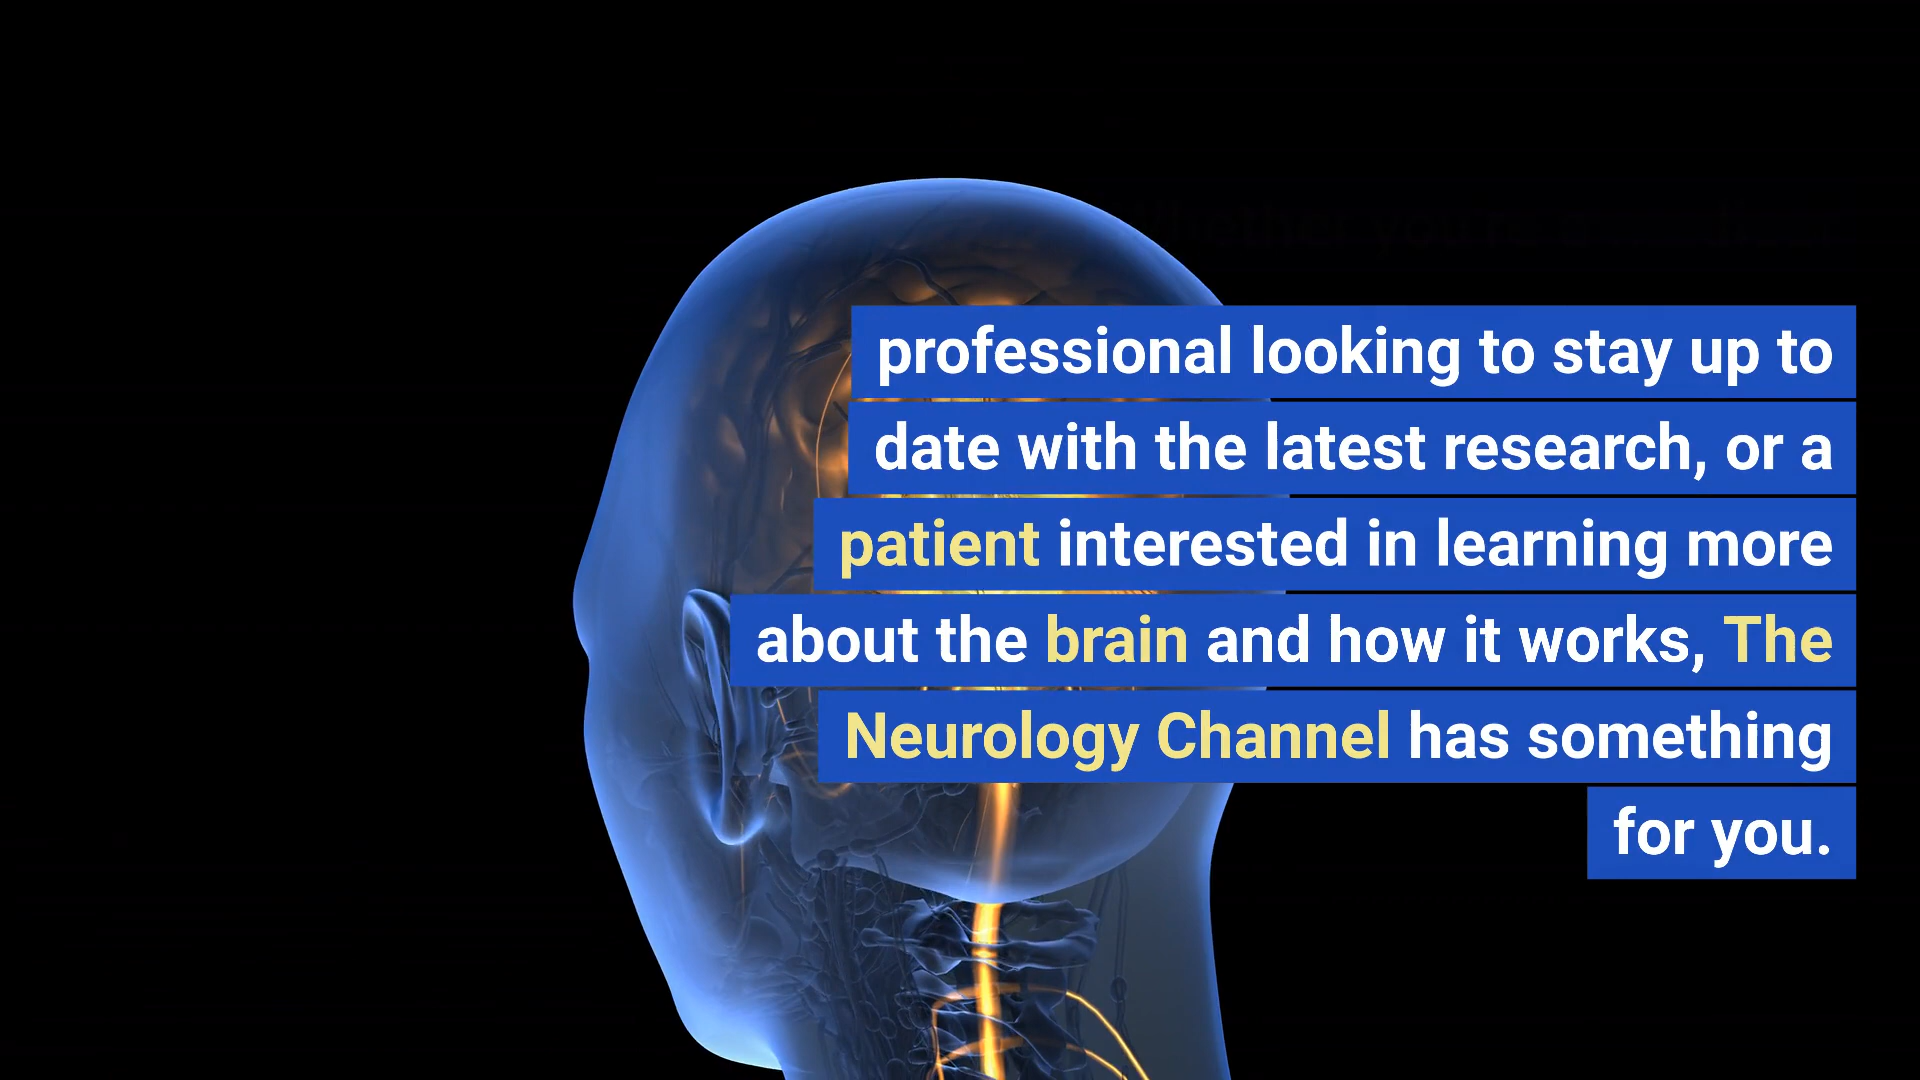 professional looking to stay up to
date with the latest research, or a
patient interested in learning more
about the brain and how it works, The
Neurology Channel has something
for you.